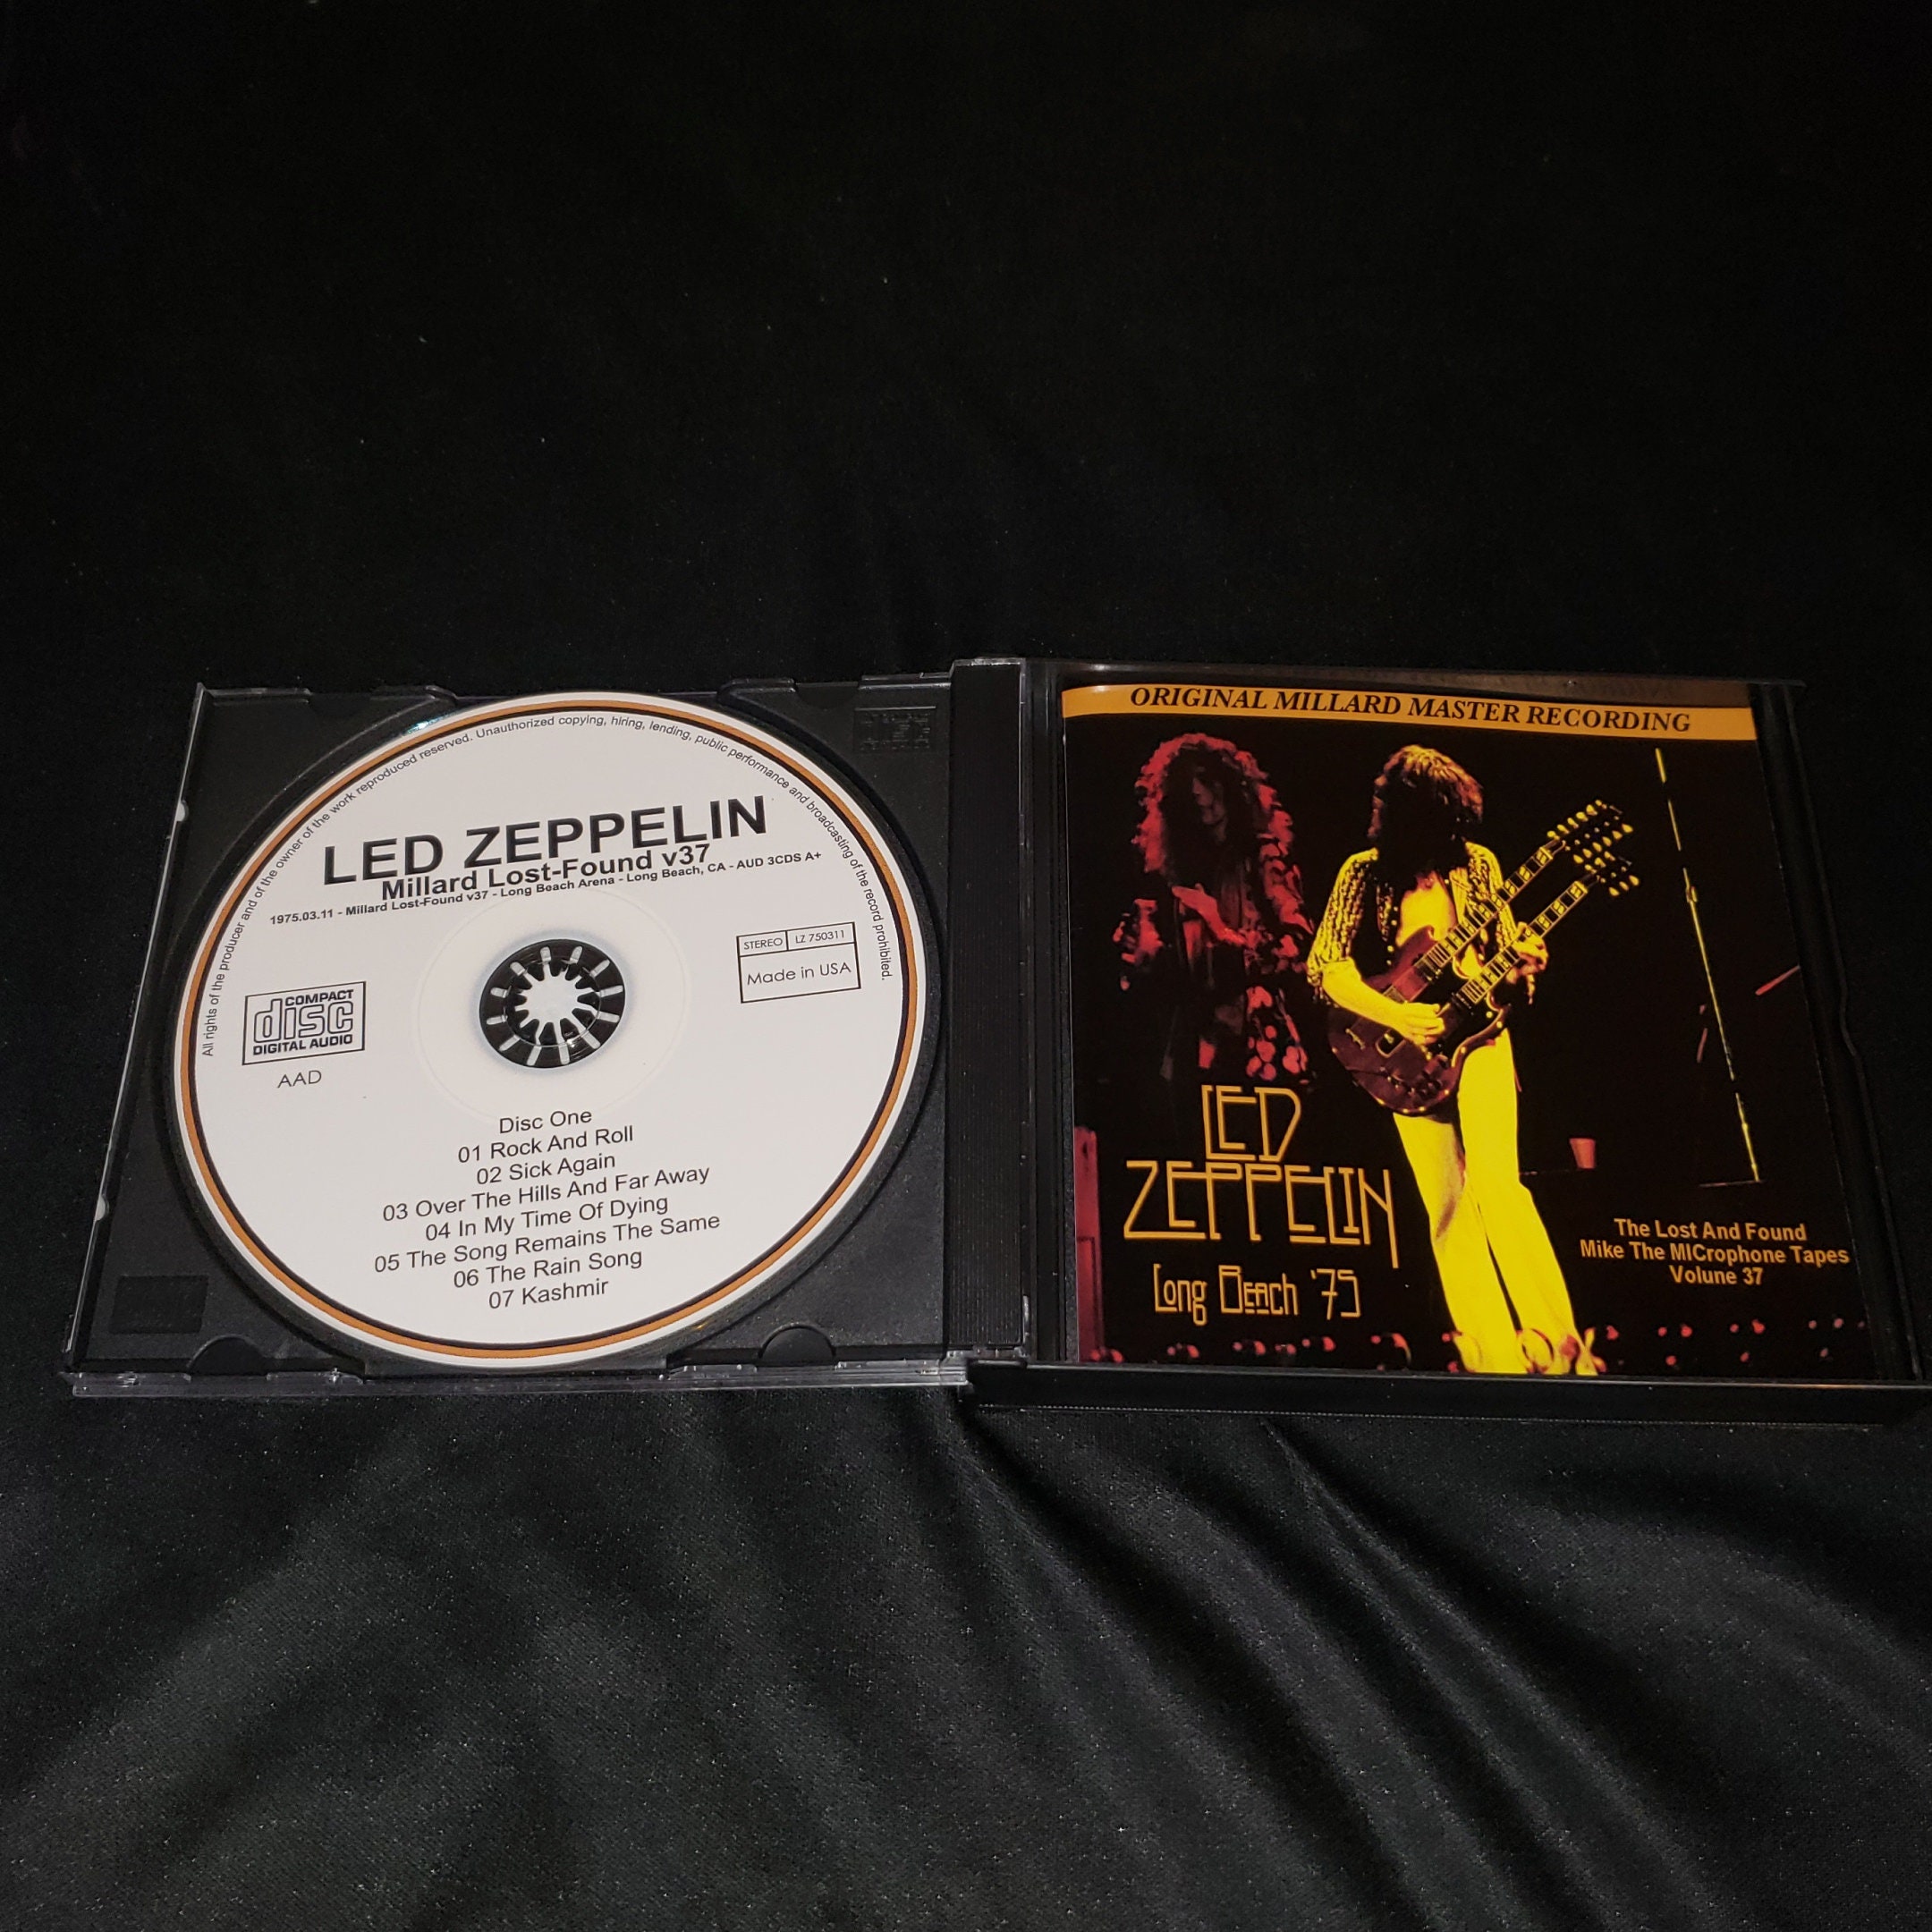 All rights of the producer and of the owner of the work reproduced reserved. Unauthorized copying, hiring, lending, public performance and broadcasting of the record prohibited.
LED ZEPPELIN
Millard Lost-Found v37
1975.03.11 - Millard Lost-Found v37 - Long Beach Arena - Long Beach, CA - AUD 3CDS A+
STEREO LZ 750311
Made in USA
COMPACT
disc
DIGITAL AUDIO
AAD
Disc One
01 Rock And Roll
02 Sick Again
03 Over The Hills And Far Away
04 In My Time Of Dying
05 The Song Remains The Same
06 The Rain Song
07 Kashmir
ORIGINAL MILLARD MASTER RECORDING
LED
ZEPPELIN
Long Beach '75
The Lost And Found
Mike The MICrophone Tapes
Volune 37